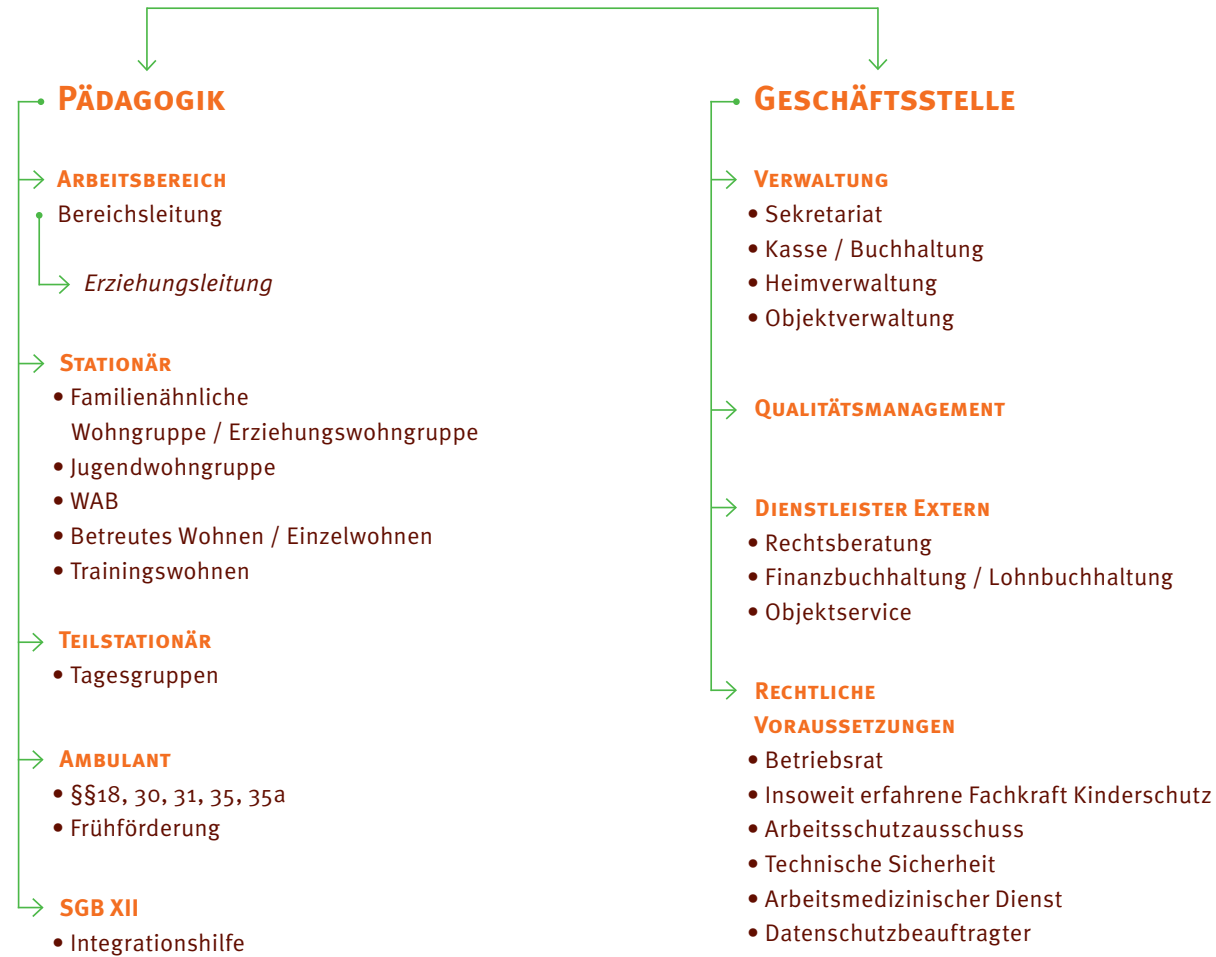 Pädagogik
Arbeitsbereich
Bereichsleitung
Erziehungsleitung
Stationär
• Familienähnliche
Wohngruppe / Erziehungswohngruppe
• Jugendwohngruppe
• WAB
• Betreutes Wohnen / Einzelwohnen
• Trainingswohnen
Teilstationär
• Tagesgruppen
Ambulant
• §§18, 30, 31, 35, 35a
• Frühförderung
SGB XII
• Integrationshilfe
Geschäftsstelle
Verwaltung
• Sekretariat
• Kasse / Buchhaltung
• Heimverwaltung
• Objektverwaltung
Qualitätsmanagement
Dienstleister Extern
• Rechtsberatung
• Finanzbuchhaltung / Lohnbuchhaltung
• Objektservice
Rechtliche
Voraussetzungen
• Betriebsrat
• Insoweit erfahrene Fachkraft Kinderschutz
• Arbeitsschutzausschuss
• Technische Sicherheit
• Arbeitsmedizinischer Dienst
• Datenschutzbeauftragter